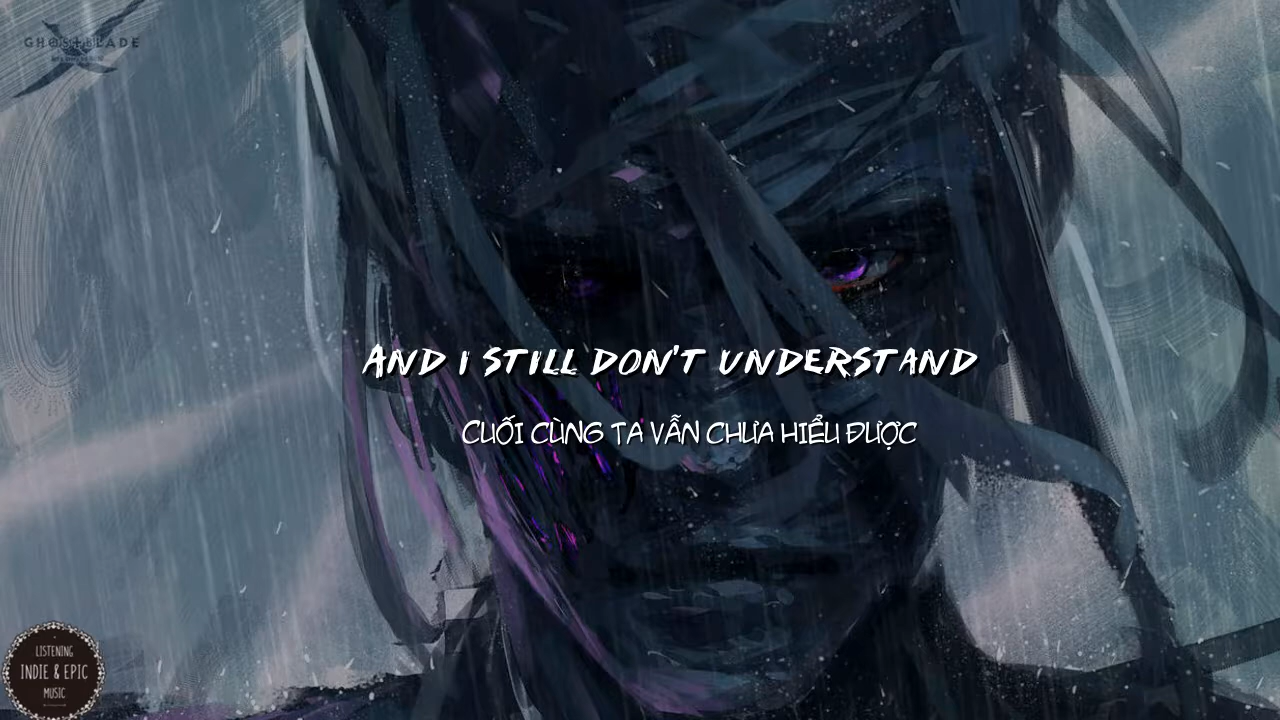 GHOSTBLADE
AND I STILL DON'T UNDERSTAND
CUỐI CÙNG TA VẪN CHƯA HIỂU ĐƯỢC
LISTENING
INDIE & EPIC
MUSIC